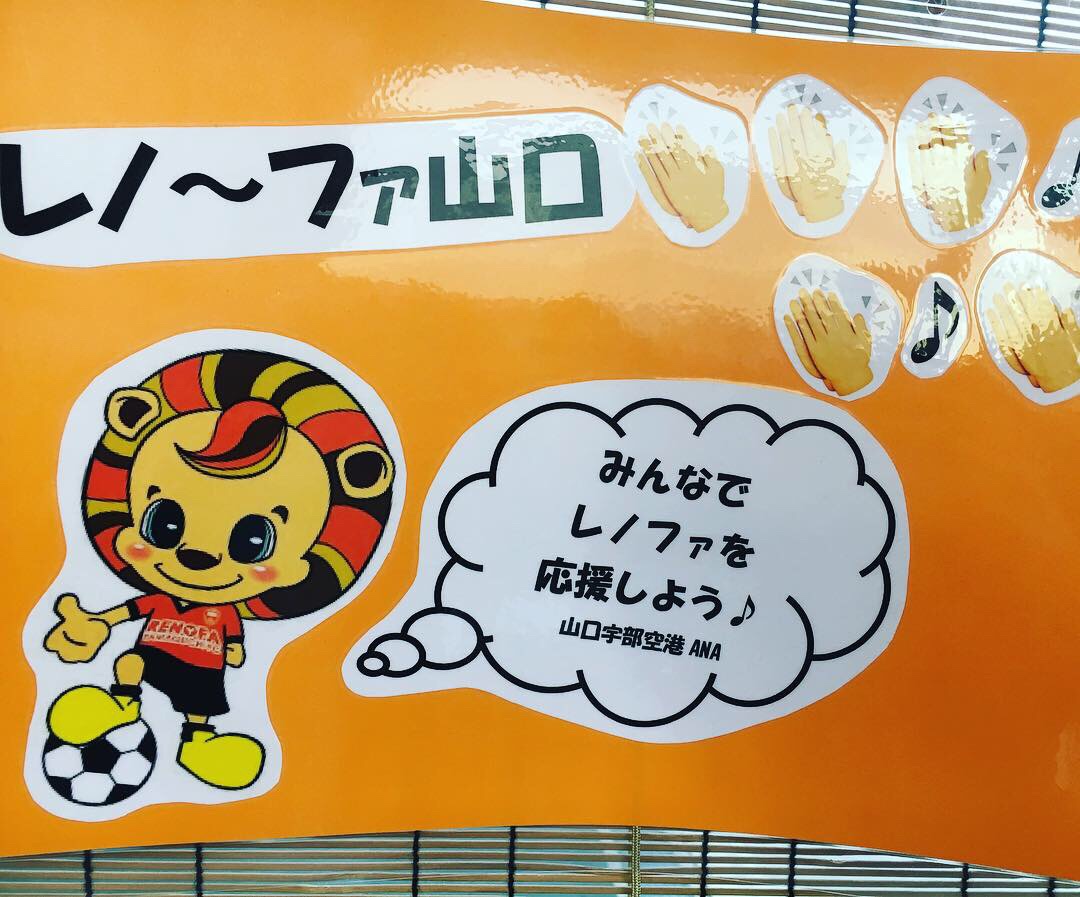 レノ～ファ山口
みんなで
レノファを
応援しよう♪
山口宇部空港 ANA
RENOFA